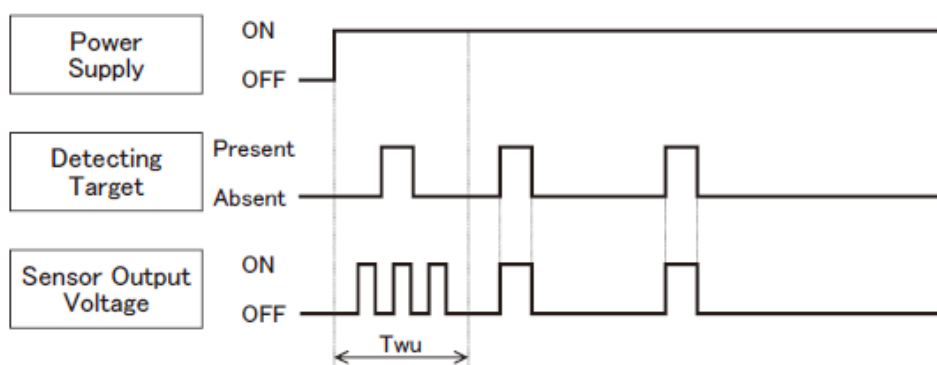 Power
Supply
ON
OFF
Detecting
Target
Present
Absent
Sensor Output
Voltage
ON
OFF
Twu